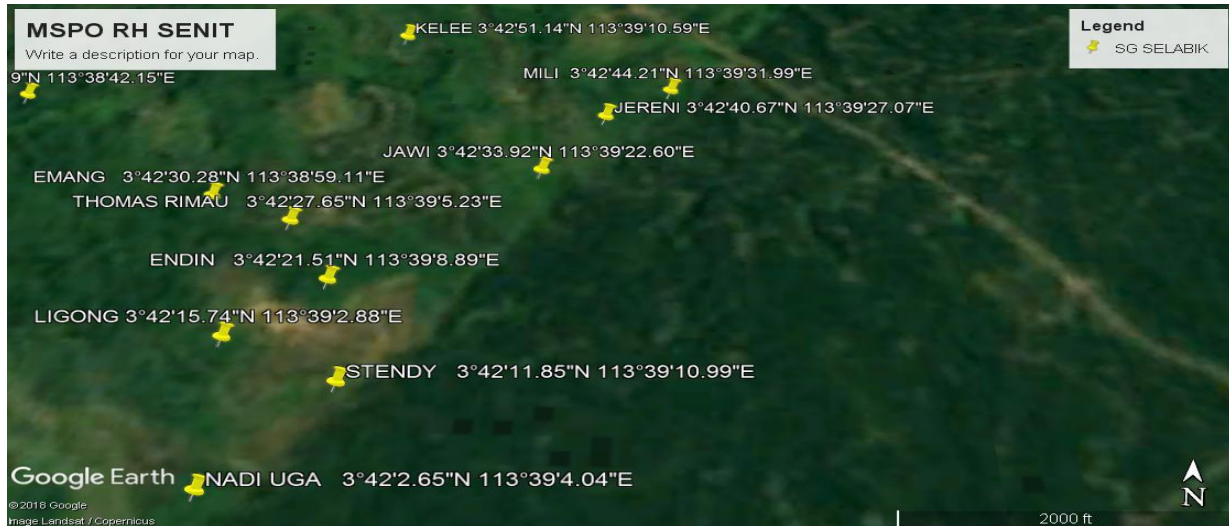 MSPO RH SENIT
Write a description for your map.
Legend
SG SELABIK
KELEE 3°42'51.14"N 113°39'10.59"E
9"N 113°38'42.15"E
MILI 3°42'44.21"N 113°39'31.99"E
JERENI 3°42'40.67"N 113°39'27.07"E
JAWI 3°42'33.92"N 113°39'22.60"E
EMANG 3°42'30.28"N 113°38'59.11"E
THOMAS RIMAU 3°42'27.65"N 113°39'5.23"E
ENDIN 3°42'21.51"N 113°39'8.89"E
LIGONG 3°42'15.74"N 113°39'2.88"E
STENDY 3°42'11.85"N 113°39'10.99"E
NADI UGA 3°42'2.65"N 113°39'4.04"E
Google Earth
©2018 Google
Image Landsat / Copernicus
N
2000 ft